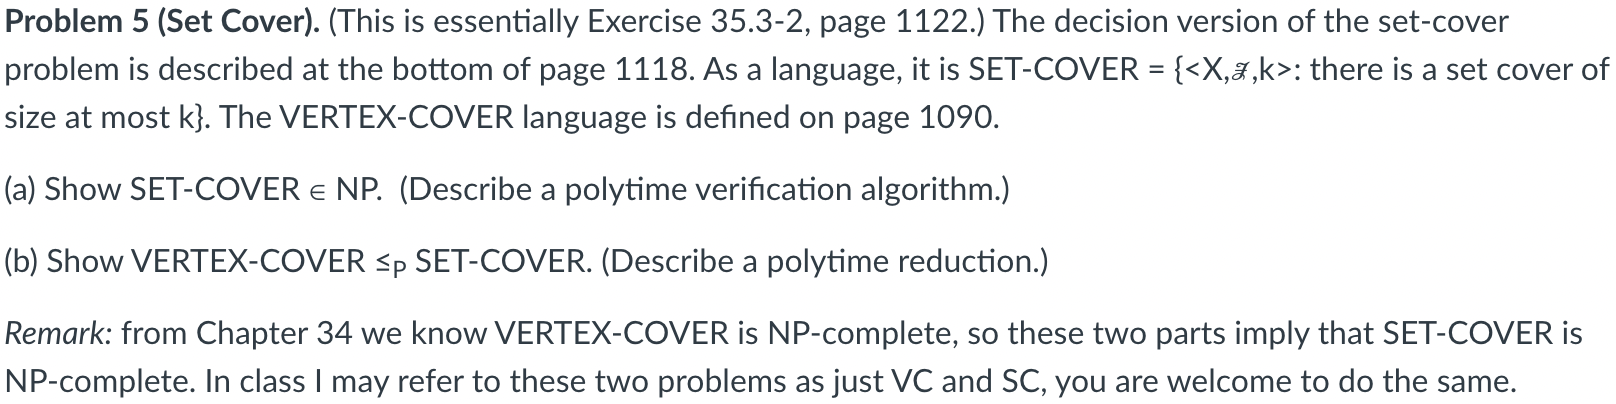 Problem 5 (Set Cover). (This is essentially Exercise 35.3-2, page 1122.) The decision version of the set-cover
problem is described at the bottom of page 1118. As a language, it is SET-COVER = {<X,ℱ,k>: there is a set cover of
size at most k}. The VERTEX-COVER language is defined on page 1090.
(a) Show SET-COVER ∈ NP.  (Describe a polytime verification algorithm.)
(b) Show VERTEX-COVER ≤P SET-COVER. (Describe a polytime reduction.)
Remark: from Chapter 34 we know VERTEX-COVER is NP-complete, so these two parts imply that SET-COVER is
NP-complete. In class I may refer to these two problems as just VC and SC, you are welcome to do the same.